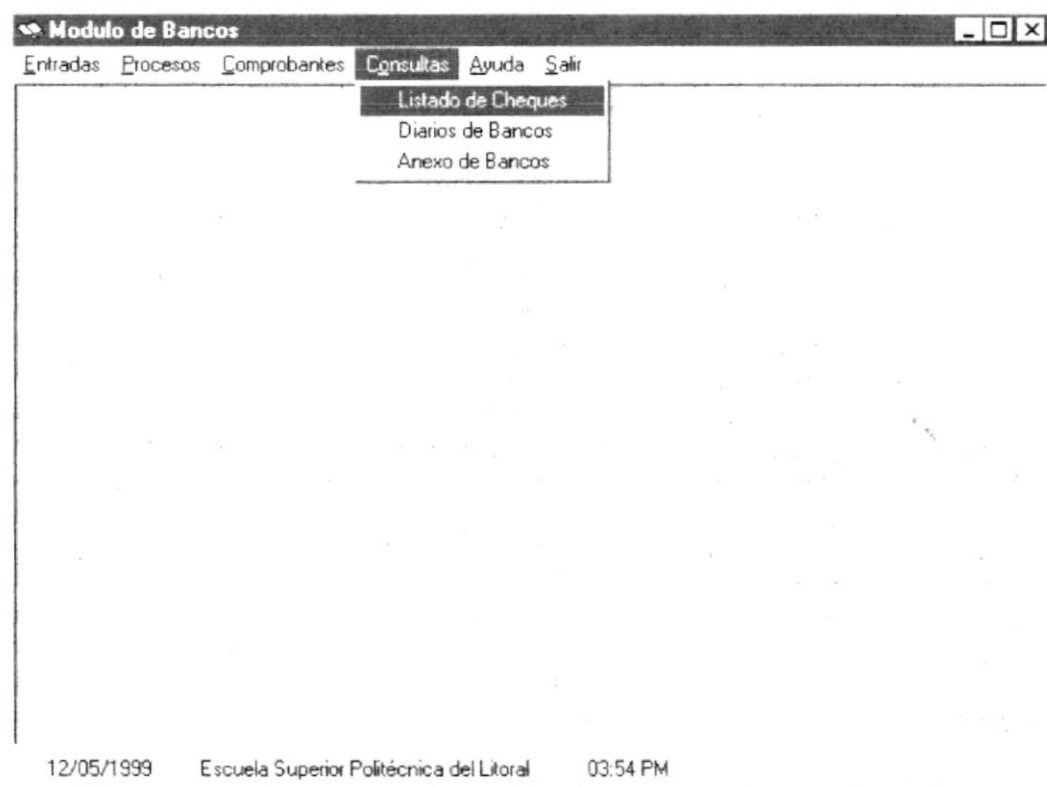 Modulo de Bancos
Entradas Procesos Comprobantes Consultas Ayuda Salir
Listado de Cheques
Diarios de Bancos
Anexo de Bancos
12/05/1999 Escuela Superior Politécnica del Litoral 03:54 PM